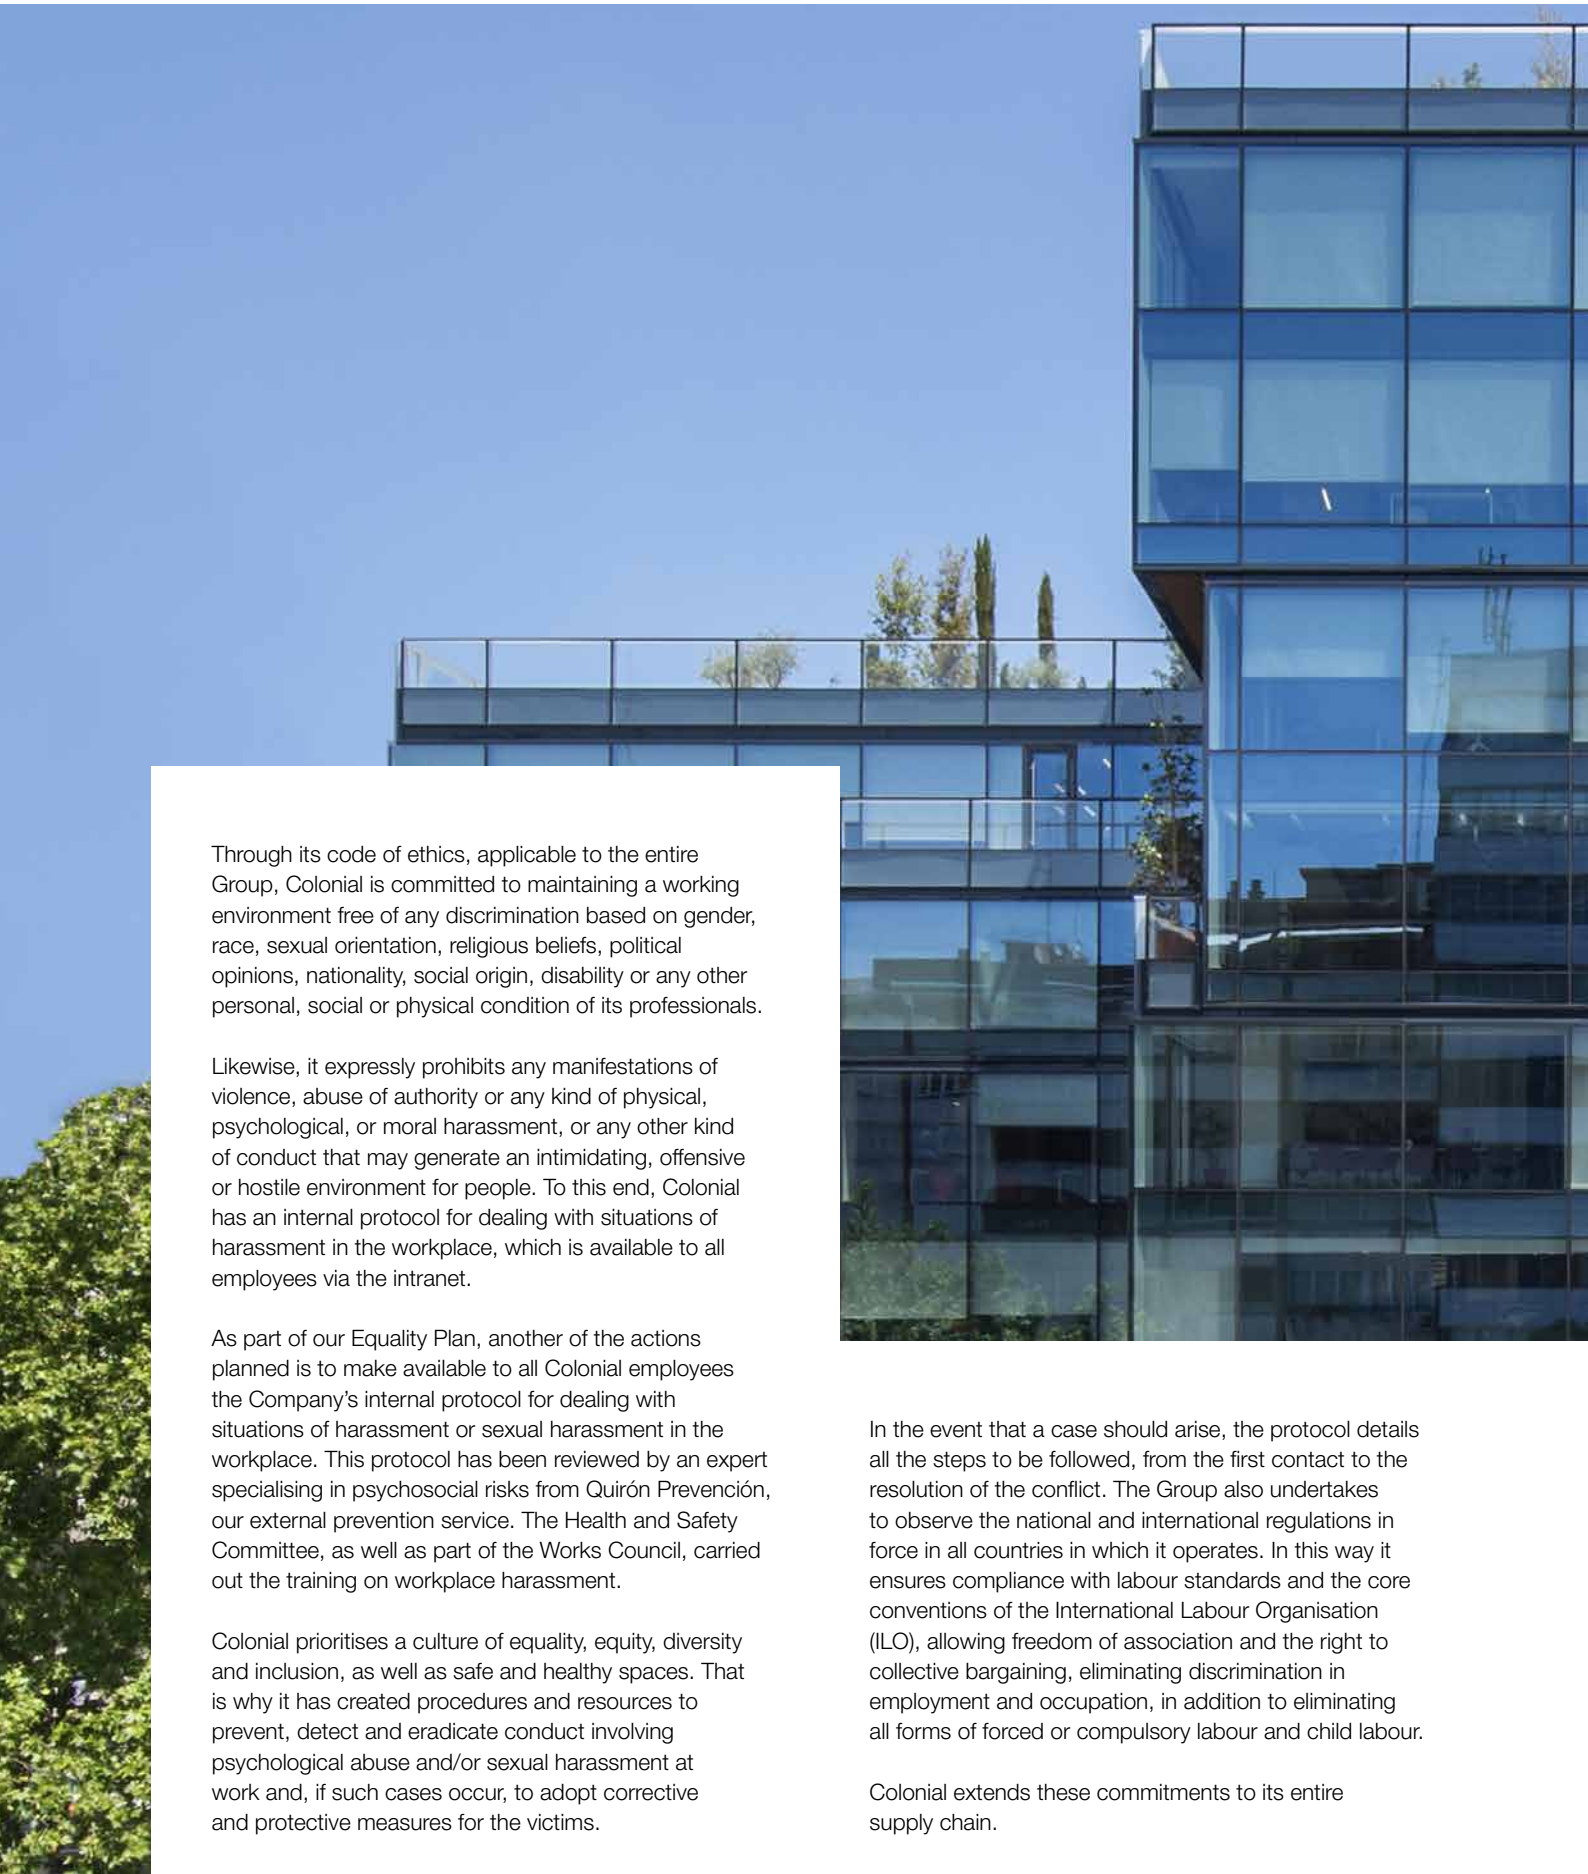 Through its code of ethics, applicable to the entire
Group, Colonial is committed to maintaining a working
environment free of any discrimination based on gender,
race, sexual orientation, religious beliefs, political
opinions, nationality, social origin, disability or any other
personal, social or physical condition of its professionals.
Likewise, it expressly prohibits any manifestations of
violence, abuse of authority or any kind of physical,
psychological, or moral harassment, or any other kind
of conduct that may generate an intimidating, offensive
or hostile environment for people. To this end, Colonial
has an internal protocol for dealing with situations of
harassment in the workplace, which is available to all
employees via the intranet.
As part of our Equality Plan, another of the actions
planned is to make available to all Colonial employees
the Company’s internal protocol for dealing with
situations of harassment or sexual harassment in the
workplace. This protocol has been reviewed by an expert
specialising in psychosocial risks from Quirón Prevención,
our external prevention service. The Health and Safety
Committee, as well as part of the Works Council, carried
out the training on workplace harassment.
Colonial prioritises a culture of equality, equity, diversity
and inclusion, as well as safe and healthy spaces. That
is why it has created procedures and resources to
prevent, detect and eradicate conduct involving
psychological abuse and/or sexual harassment at
work and, if such cases occur, to adopt corrective
and protective measures for the victims.
In the event that a case should arise, the protocol details
all the steps to be followed, from the first contact to the
resolution of the conflict. The Group also undertakes
to observe the national and international regulations in
force in all countries in which it operates. In this way it
ensures compliance with labour standards and the core
conventions of the International Labour Organisation
(ILO), allowing freedom of association and the right to
collective bargaining, eliminating discrimination in
employment and occupation, in addition to eliminating
all forms of forced or compulsory labour and child labour.
Colonial extends these commitments to its entire
supply chain.